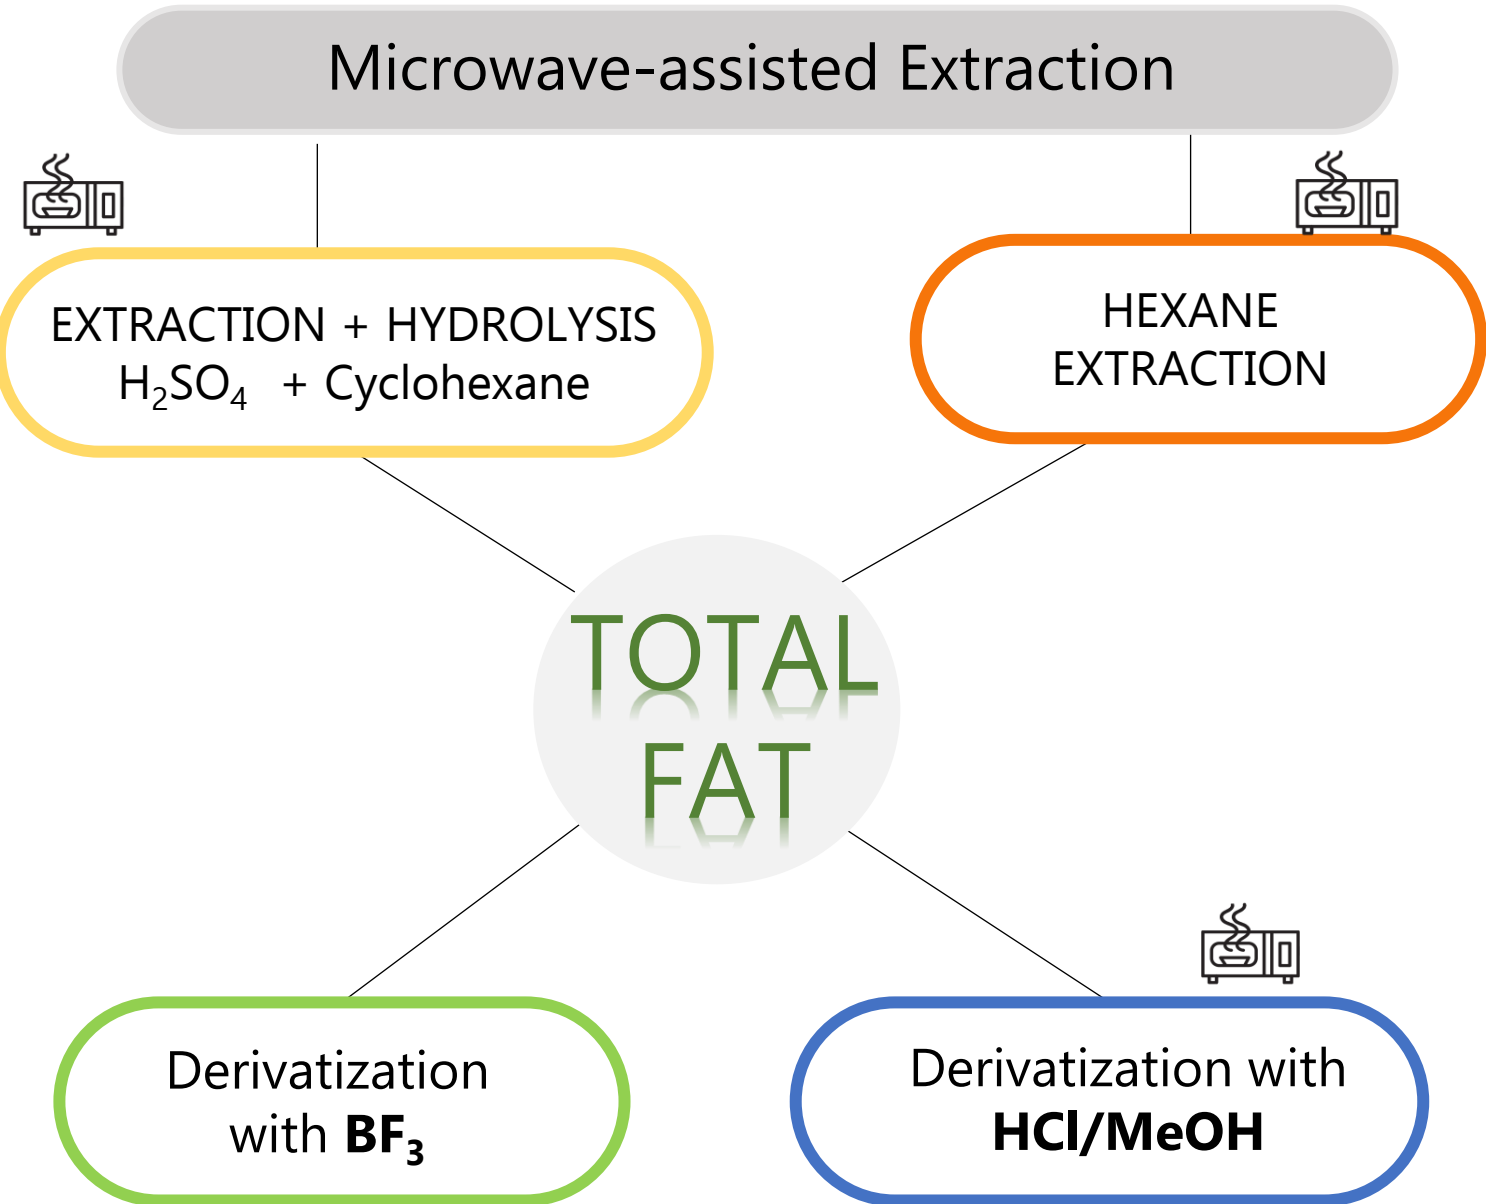 Microwave-assisted Extraction
EXTRACTION + HYDROLYSIS
H₂SO₄ + Cyclohexane
HEXANE
EXTRACTION
TOTAL
FAT
Derivatization
with BF₃
Derivatization with
HCl/MeOH